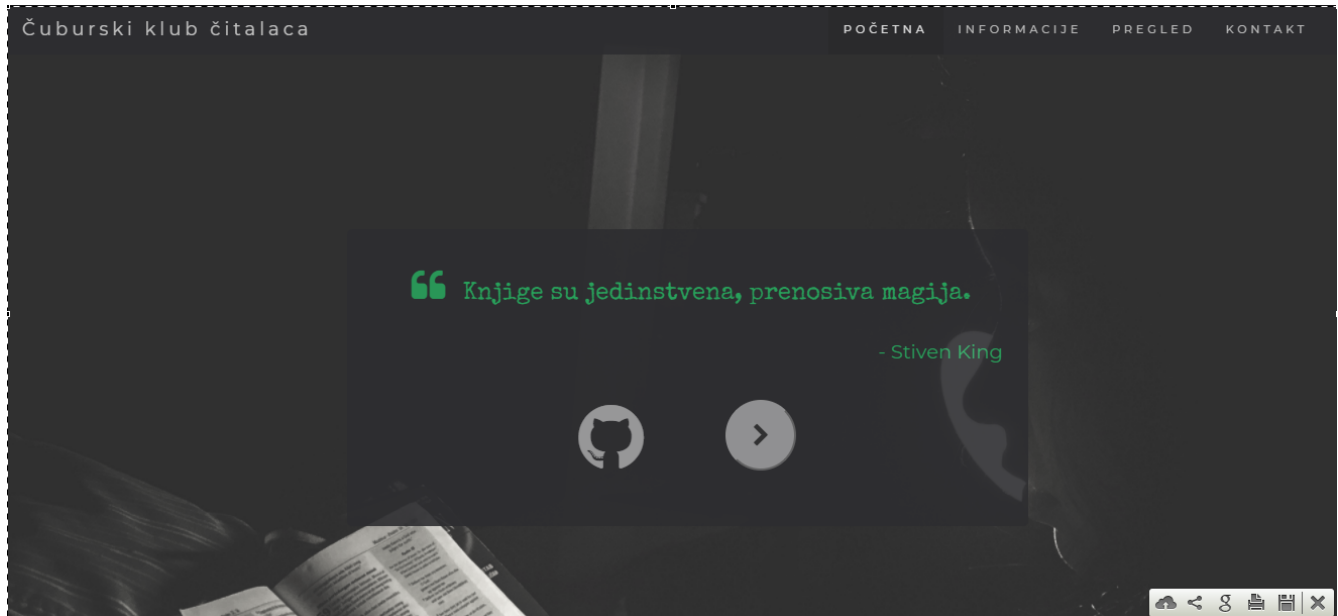 Čuburski klub čitalaca
POČETNA INFORMACIJE PREGLED KONTAKT
Knjige su jedinstvena, prenosiva magija.
- Stiven King